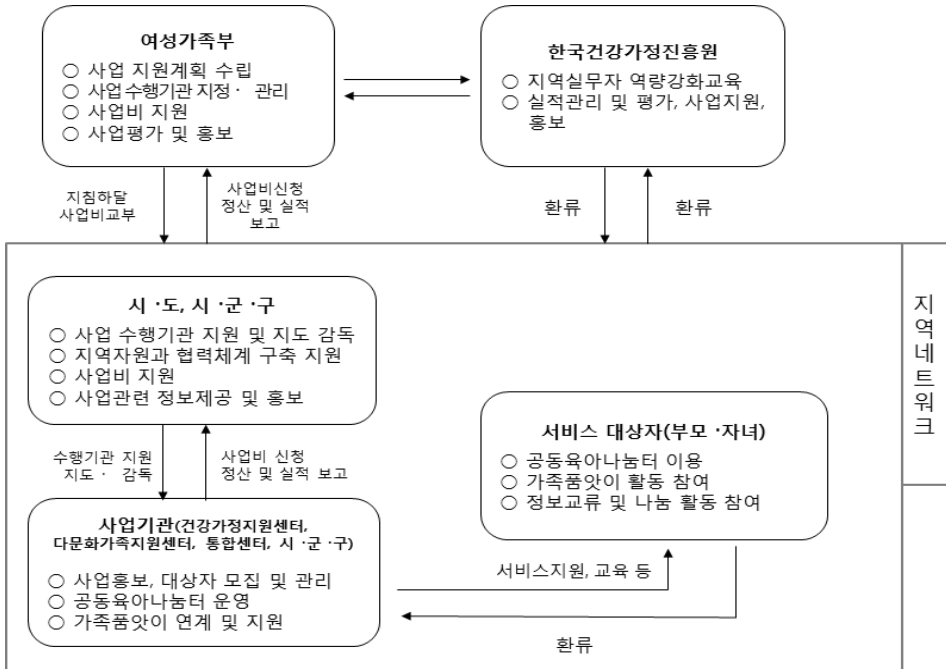 여성가족부
○ 사업 지원계획 수립
○ 사업 수행기관 지정· 관리
○ 사업비 지원
○ 사업평가 및 홍보
한국건강가정진흥원
○ 지역실무자 역량강화교육
○ 실적관리 및 평가, 사업지원,
홍보
지침하달
사업비교부
사업비신청
정산 및 실적
보고
환류
환류
지역네트워크
시 ·도, 시 ·군 ·구
○ 사업 수행기관 지원 및 지도 감독
○ 지역자원과 협력체계 구축 지원
○ 사업비 지원
○ 사업관련 정보제공 및 홍보
수행기관 지원
지도 · 감독
사업비 신청
정산 및 실적 보고
서비스 대상자(부모 ·자녀)
○ 공동육아나눔터 이용
○ 가족품앗이 활동 참여
○ 정보교류 및 나눔 활동 참여
사업기관(건강가정지원센터,
다문화가족지원센터, 통합센터, 시 ·군 ·구)
○ 사업홍보, 대상자 모집 및 관리
○ 공동육아나눔터 운영
○ 가족품앗이 연계 및 지원
서비스지원, 교육 등
환류